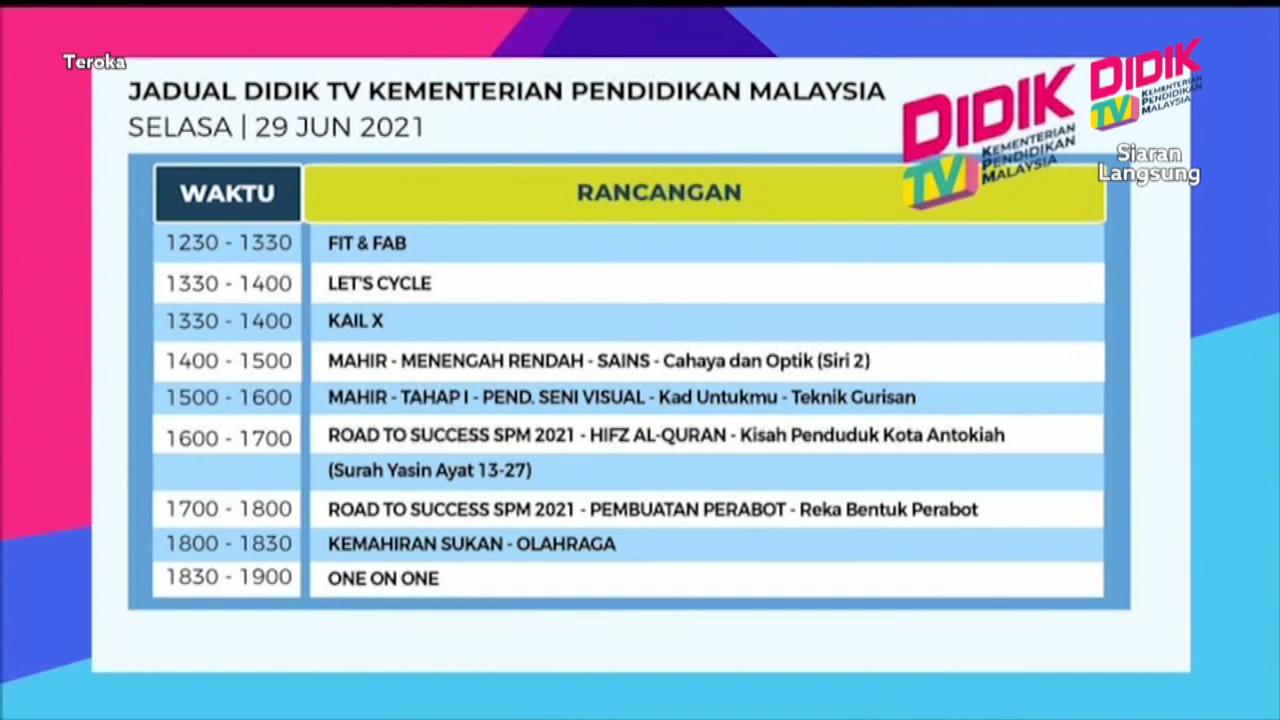 Teroka
JADUAL DIDIK TV KEMENTERIAN PENDIDIKAN MALAYSIA
SELASA | 29 JUN 2021
DIDIK
TV
KEMENTERIAN
PENDIDIKAN
MALAYSIA
DIDIK
TV
KEMENTERIAN
PENDIDIKAN
MALAYSIA
Siaran
Langsung
WAKTU RANCANGAN
1230 - 1330 FIT & FAB
1330 - 1400 LET'S CYCLE
1330 - 1400 KAIL X
1400 - 1500 MAHIR - MENENGAH RENDAH - SAINS - Cahaya dan Optik (Siri 2)
1500 - 1600 MAHIR - TAHAP I - PEND. SENI VISUAL - Kad Untukmu - Teknik Gurisan
1600 - 1700 ROAD TO SUCCESS SPM 2021 - HIFZ AL-QURAN - Kisah Penduduk Kota Antokiah
(Surah Yasin Ayat 13-27)
1700 - 1800 ROAD TO SUCCESS SPM 2021 - PEMBUATAN PERABOT - Reka Bentuk Perabot
1800 - 1830 KEMAHIRAN SUKAN - OLAHRAGA
1830 - 1900 ONE ON ONE